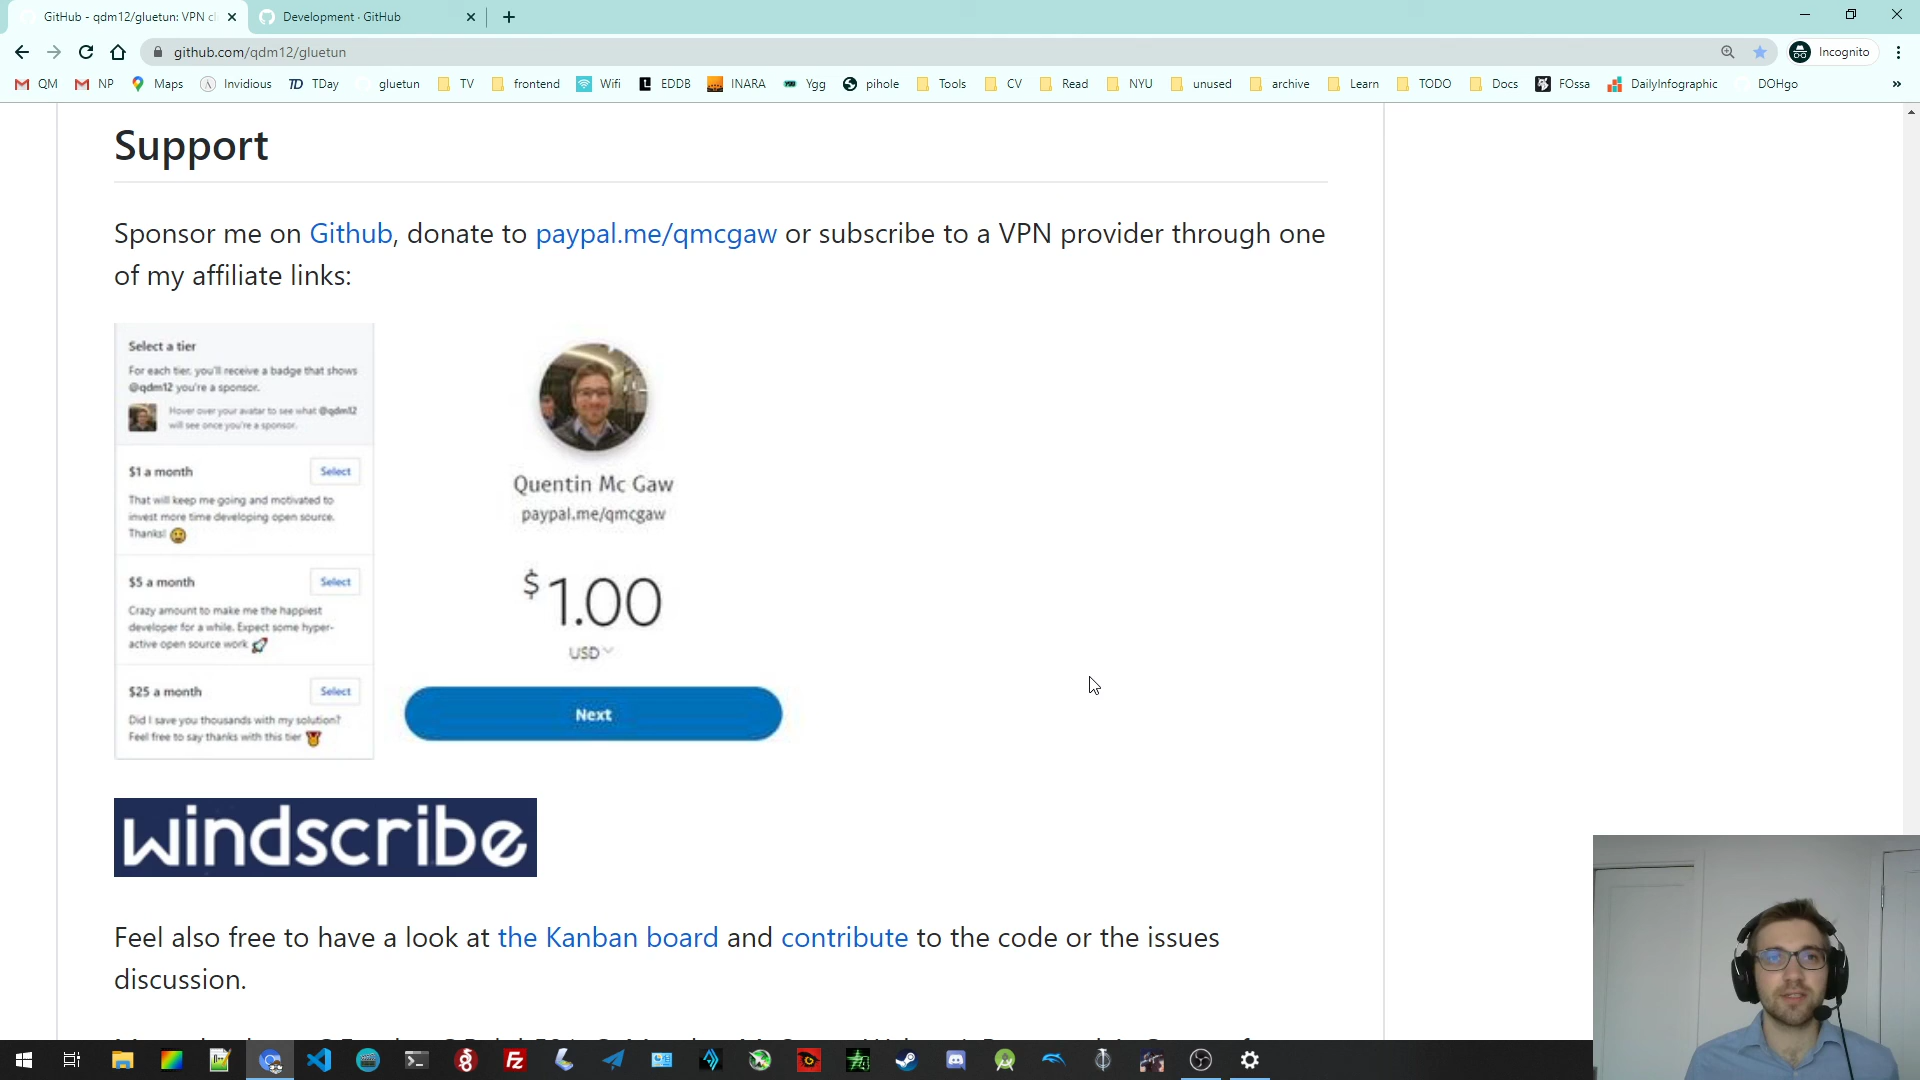 GitHub - qdm12/gluetun: VPN cl
Development · GitHub
github.com/qdm12/gluetun
Incognito
QM
NP
Maps
Invidious
TD TDay
gluetun
TV
frontend
Wifi
EDDB
INARA
Ygg
pihole
Tools
CV
Read
NYU
unused
archive
Learn
TODO
Docs
FOssa
DailyInfographic
DOHgo
Support
Sponsor me on Github, donate to paypal.me/qmcgaw or subscribe to a VPN provider through one
of my affiliate links:
Select a tier
For each tier, you'll receive a badge that shows
@qdm12 you're a sponsor.
Hover over your avatar to see what @qdm12
will see once you're a sponsor.
$1 a month
Select
That will keep me going and motivated to
invest more time developing open source.
Thanks!
$5 a month
Select
Crazy amount to make me the happiest
developer for a while. Expect some hyper-
active open source work
$25 a month
Select
Did I save you thousands with my solution?
Feel free to say thanks with this tier
Quentin Mc Gaw
paypal.me/qmcgaw
$1.00
USD
Next
windscribe
Feel also free to have a look at the Kanban board and contribute to the code or the issues
discussion.